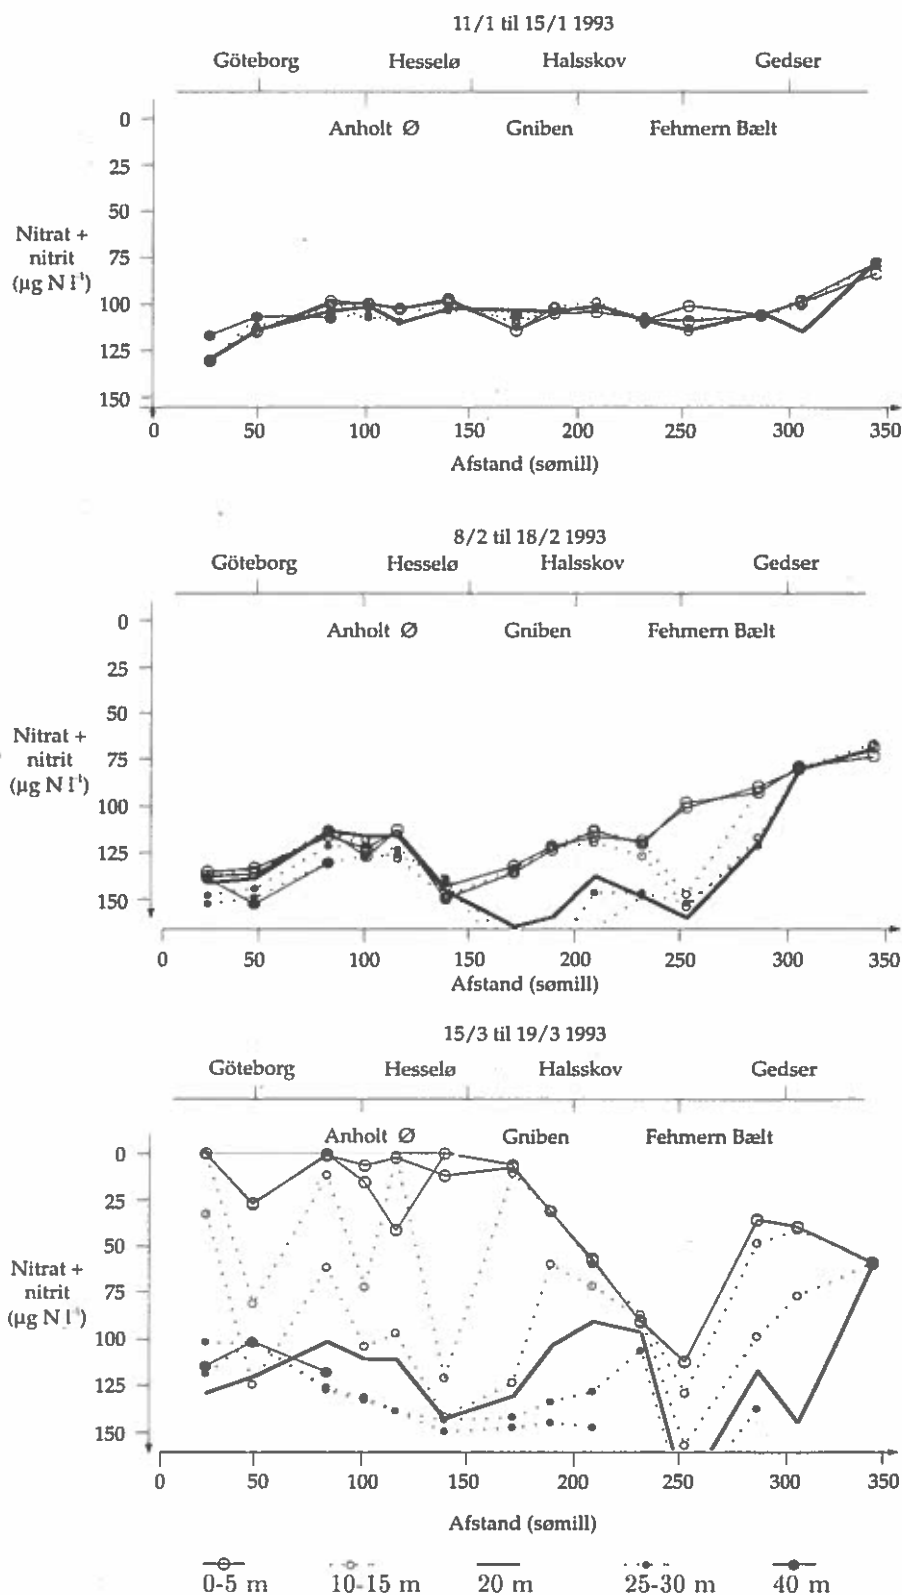 11/1 til 15/1 1993
Göteborg Hesselø Halsskov Gedser
Anholt Ø Gniben Fehmern Bælt
0
25
50
75
100
125
150
Nitrat +
nitrit
(µg N l⁻¹)
0 50 100 150 200 250 300 350
Afstand (sømill)
8/2 til 18/2 1993
Göteborg Hesselø Halsskov Gedser
Anholt Ø Gniben Fehmern Bælt
0
25
50
75
100
125
150
Nitrat +
nitrit
(µg N l⁻¹)
0 50 100 150 200 250 300 350
Afstand (sømill)
15/3 til 19/3 1993
Göteborg Hesselø Halsskov Gedser
Anholt Ø Gniben Fehmern Bælt
0
25
50
75
100
125
150
Nitrat +
nitrit
(µg N l⁻¹)
0 50 100 150 200 250 300 350
Afstand (sømill)
0-5 m 10-15 m 20 m 25-30 m 40 m